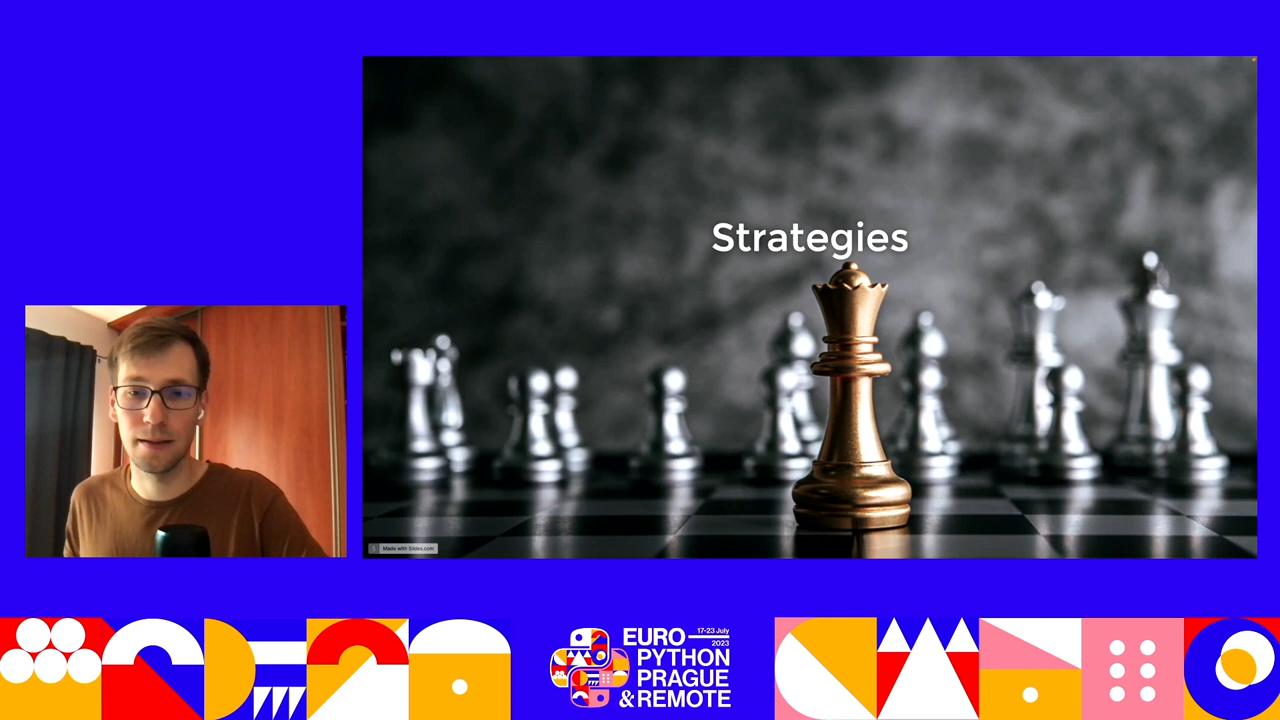 Strategies
Made with Slides.com
EURO
17-23 July
2023
PYTHON
PRAGUE
&REMOTE